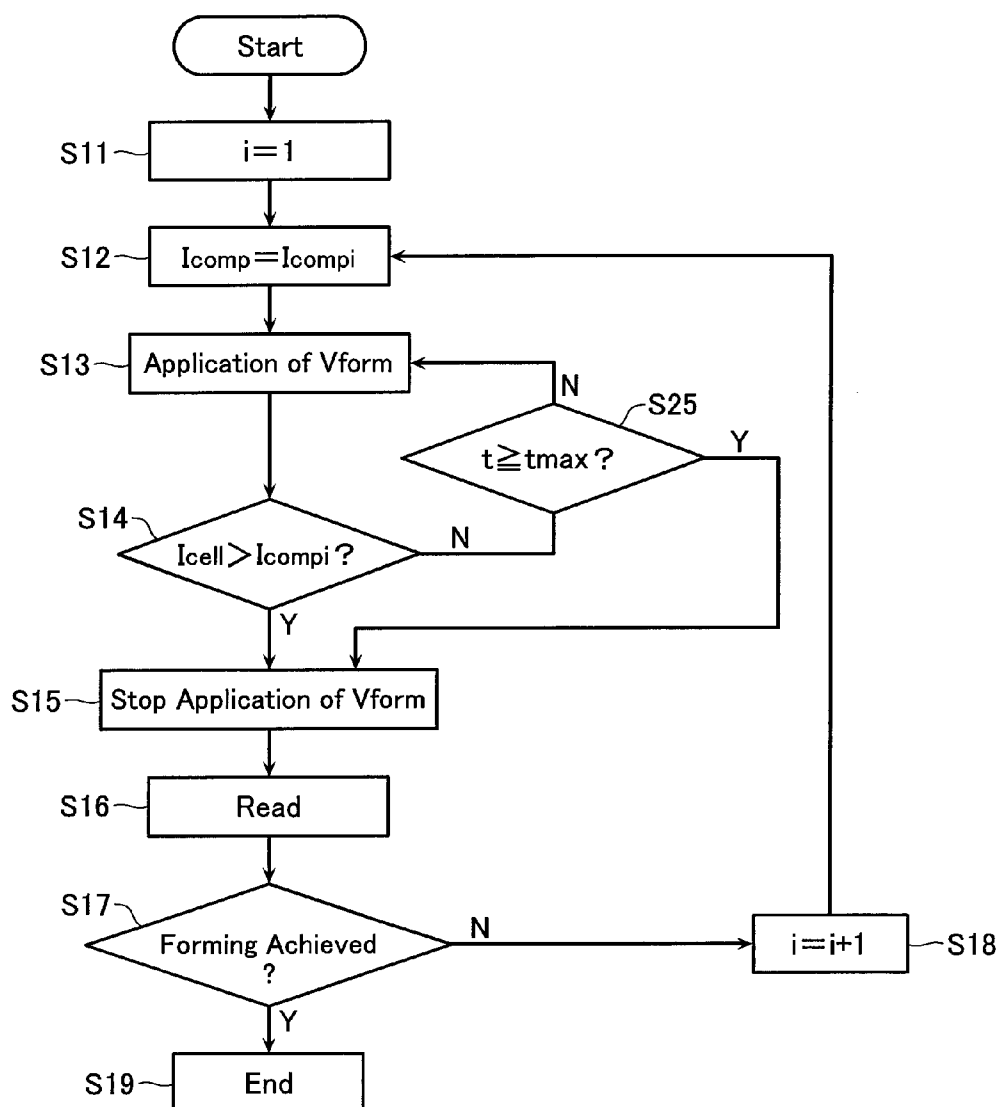 Start
S11
i=1
S12
Icomp=Icompi
S13
Application of Vform
N
S25
t≧tmax?
Y
S14
Icell>Icompi?
N
Y
S15
Stop Application of Vform
S16
Read
S17
Forming Achieved
?
N
i=i+1
S18
Y
S19
End